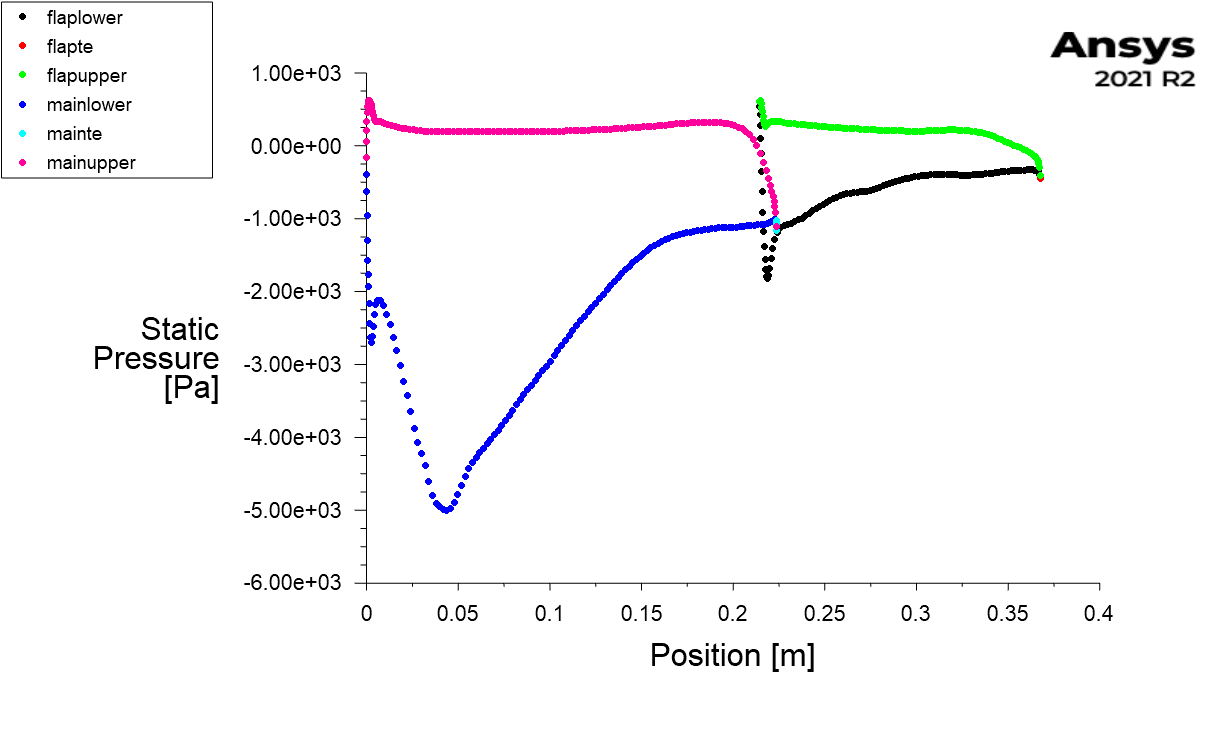 flaplower
flapte
flapupper
mainlower
mainte
mainupper
Ansys
2021 R2
1.00e+03
0.00e+00
-1.00e+03
-2.00e+03
-3.00e+03
-4.00e+03
-5.00e+03
-6.00e+03
Static
Pressure
[Pa]
0 0.05 0.1 0.15 0.2 0.25 0.3 0.35 0.4
Position [m]